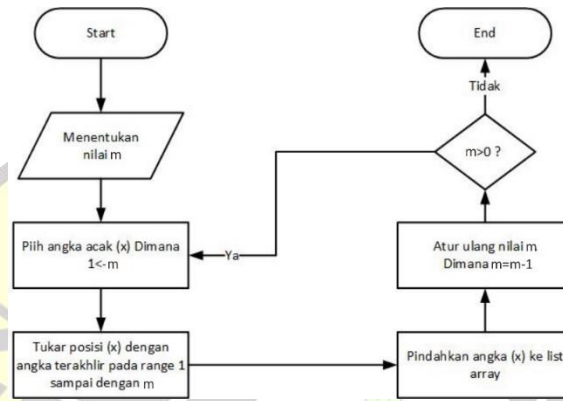 Start
Menentukan
nilai m
Piih angka acak (x) Dimana
1<-m
Tukar posisi (x) dengan
angka terakhlir pada range 1
sampai dengan m
Pindahkan angka (x) ke list
array
Atur ulang nilai m
Dimana m=m-1
m>0 ?
Ya
Tidak
End